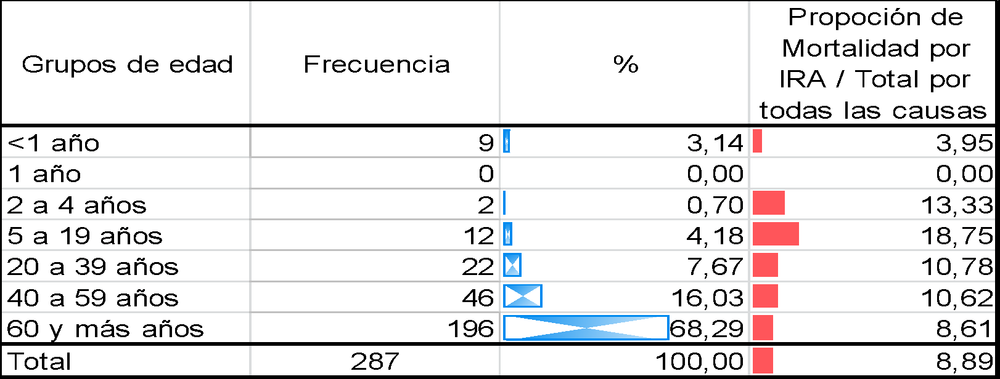 Grupos de edad Frecuencia % Propoción de
Mortalidad por
IRA / Total por
todas las causas
<1 año 9 3,14 3,95
1 año 0 0,00 0,00
2 a 4 años 2 0,70 13,33
5 a 19 años 12 4,18 18,75
20 a 39 años 22 7,67 10,78
40 a 59 años 46 16,03 10,62
60 y más años 196 68,29 8,61
Total 287 100,00 8,89